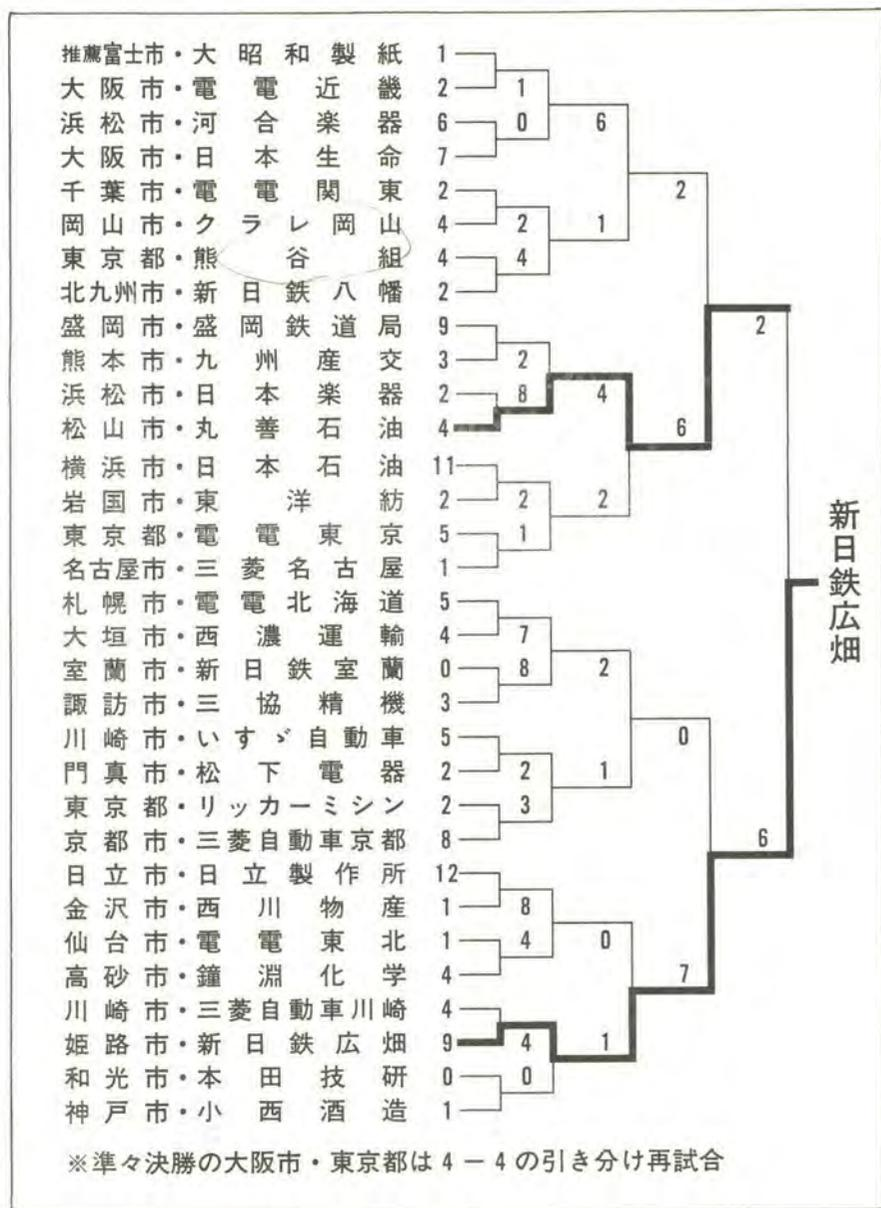 推薦富士市・大昭和製紙 1
大阪市・電電近畿 2
浜松市・河合楽器 6
大阪市・日本生命 7
千葉市・電電関東 2
岡山市・クラレ岡山 4
東京都・熊谷組 4
北九州市・新日鉄八幡 2
盛岡市・盛岡鉄道局 9
熊本市・九州産交 3
浜松市・日本楽器 2
松山市・丸善石油 4
横浜市・日本石油 11
岩国市・東洋紡 2
東京都・電電東京 5
名古屋市・三菱名古屋 1
札幌市・電電北海道 5
大垣市・西濃運輸 4
室蘭市・新日鉄室蘭 0
諏訪市・三協精機 3
川崎市・いすゞ自動車 5
門真市・松下電器 2
東京都・リッカーミシン 2
京都市・三菱自動車京都 8
日立市・日立製作所 12
金沢市・西川物産 1
仙台市・電電東北 1
高砂市・鐘淵化学 4
川崎市・三菱自動車川崎 4
姫路市・新日鉄広畑 9
和光市・本田技研 0
神戸市・小西酒造 1
1
0
2
4
2
8
2
1
7
8
2
3
8
4
4
0
6
1
4
2
2
1
0
1
2
6
0
7
2
6
新日鉄広畑
※準々決勝の大阪市・東京都は4－4の引き分け再試合